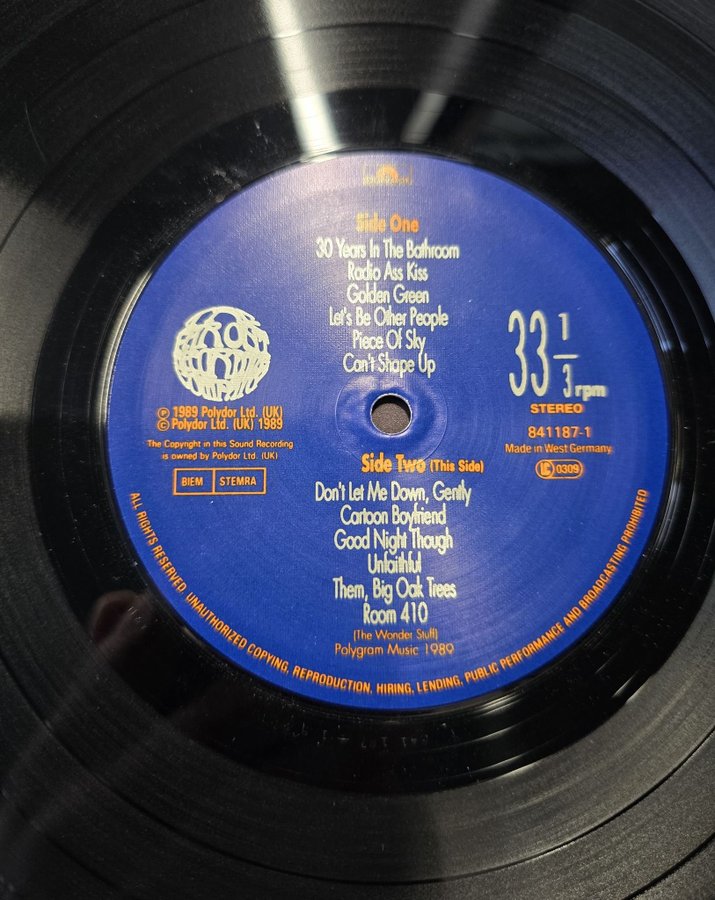 Side One
30 Years In The Bathroom
Radio Ass Kiss
Golden Green
Let's Be Other People
Piece Of Sky
Can't Shape Up
33 1/3 rpm
STEREO
841187-1
Made in West Germany
LC 0309
℗ 1989 Polydor Ltd. (UK)
© Polydor Ltd. (UK) 1989
The Copyright in this Sound Recording
is owned by Polydor Ltd. (UK)
BIEM STEMRA
Side Two (This Side)
Don't Let Me Down, Gently
Cartoon Boyfriend
Good Night Though
Unfaithful
Them, Big Oak Trees
Room 410
(The Wonder Stuff)
Polygram Music 1989
ALL RIGHTS RESERVED. UNAUTHORIZED COPYING, REPRODUCTION, HIRING, LENDING, PUBLIC PERFORMANCE AND BROADCASTING PROHIBITED